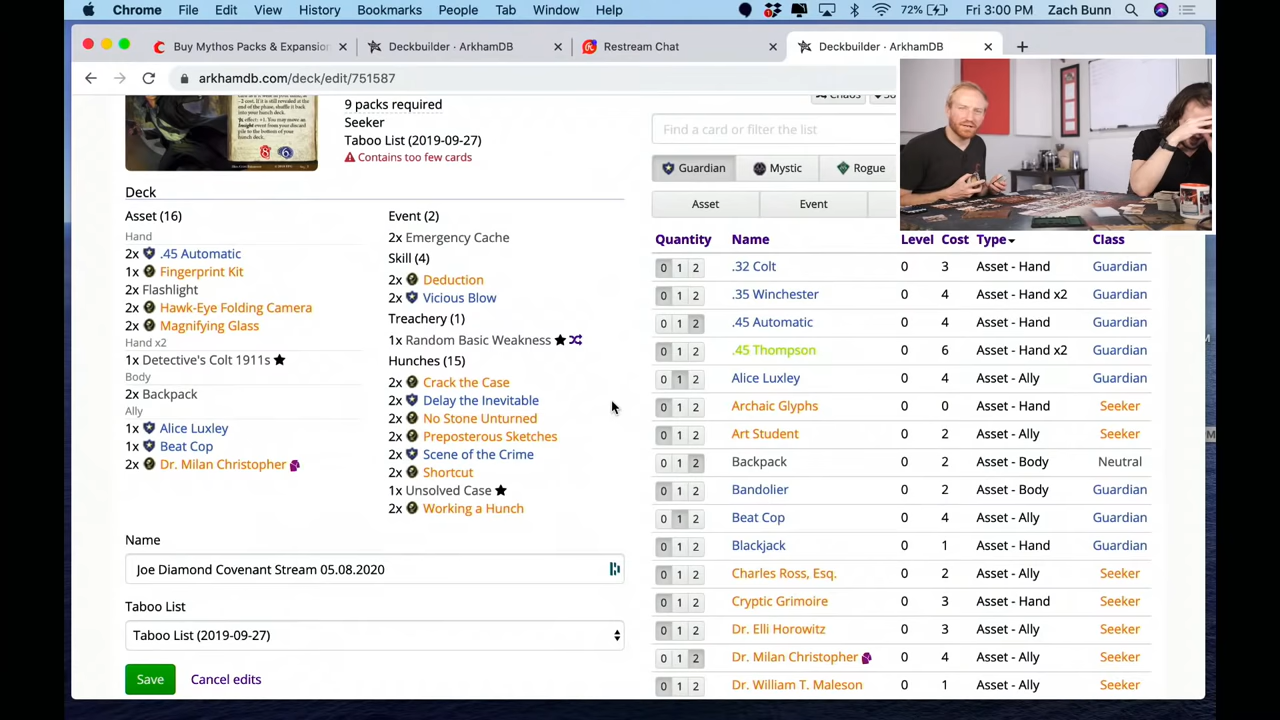 Chrome File Edit View History Bookmarks People Tab Window Help 72% Fri 3:00 PM Zach Bunn
Buy Mythos Packs & Expansion
Deckbuilder · ArkhamDB
Restream Chat
Deckbuilder · ArkhamDB
arkhamdb.com/deck/edit/751587
9 packs required
Seeker
Taboo List (2019-09-27)
Contains too few cards
Deck
Asset (16)
Hand
2x .45 Automatic
1x Fingerprint Kit
2x Flashlight
2x Hawk-Eye Folding Camera
2x Magnifying Glass
Hand x2
1x Detective's Colt 1911s
Body
2x Backpack
Ally
1x Alice Luxley
1x Beat Cop
2x Dr. Milan Christopher
Event (2)
2x Emergency Cache
Skill (4)
2x Deduction
2x Vicious Blow
Treachery (1)
1x Random Basic Weakness
Hunches (15)
2x Crack the Case
2x Delay the Inevitable
2x No Stone Unturned
2x Preposterous Sketches
2x Scene of the Crime
2x Shortcut
1x Unsolved Case
2x Working a Hunch
Name
Joe Diamond Covenant Stream 05.08.2020
Taboo List
Taboo List (2019-09-27)
Save Cancel edits
Find a card or filter the list
Guardian Mystic Rogue
Asset Event
Quantity Name Level Cost Type Class
0 1 2 .32 Colt 0 3 Asset - Hand Guardian
0 1 2 .35 Winchester 0 4 Asset - Hand x2 Guardian
0 1 2 .45 Automatic 0 4 Asset - Hand Guardian
0 1 2 .45 Thompson 0 6 Asset - Hand x2 Guardian
0 1 2 Alice Luxley 0 4 Asset - Ally Guardian
0 1 2 Archaic Glyphs 0 0 Asset - Hand Seeker
0 1 2 Art Student 0 2 Asset - Ally Seeker
0 1 2 Backpack 0 2 Asset - Body Neutral
0 1 2 Bandolier 0 2 Asset - Body Guardian
0 1 2 Beat Cop 0 4 Asset - Ally Guardian
0 1 2 Blackjack 0 1 Asset - Hand Guardian
0 1 2 Charles Ross, Esq. 0 2 Asset - Ally Seeker
0 1 2 Cryptic Grimoire 0 3 Asset - Hand Seeker
0 1 2 Dr. Elli Horowitz 0 2 Asset - Ally Seeker
0 1 2 Dr. Milan Christopher 0 4 Asset - Ally Seeker
0 1 2 Dr. William T. Maleson 0 2 Asset - Ally Seeker